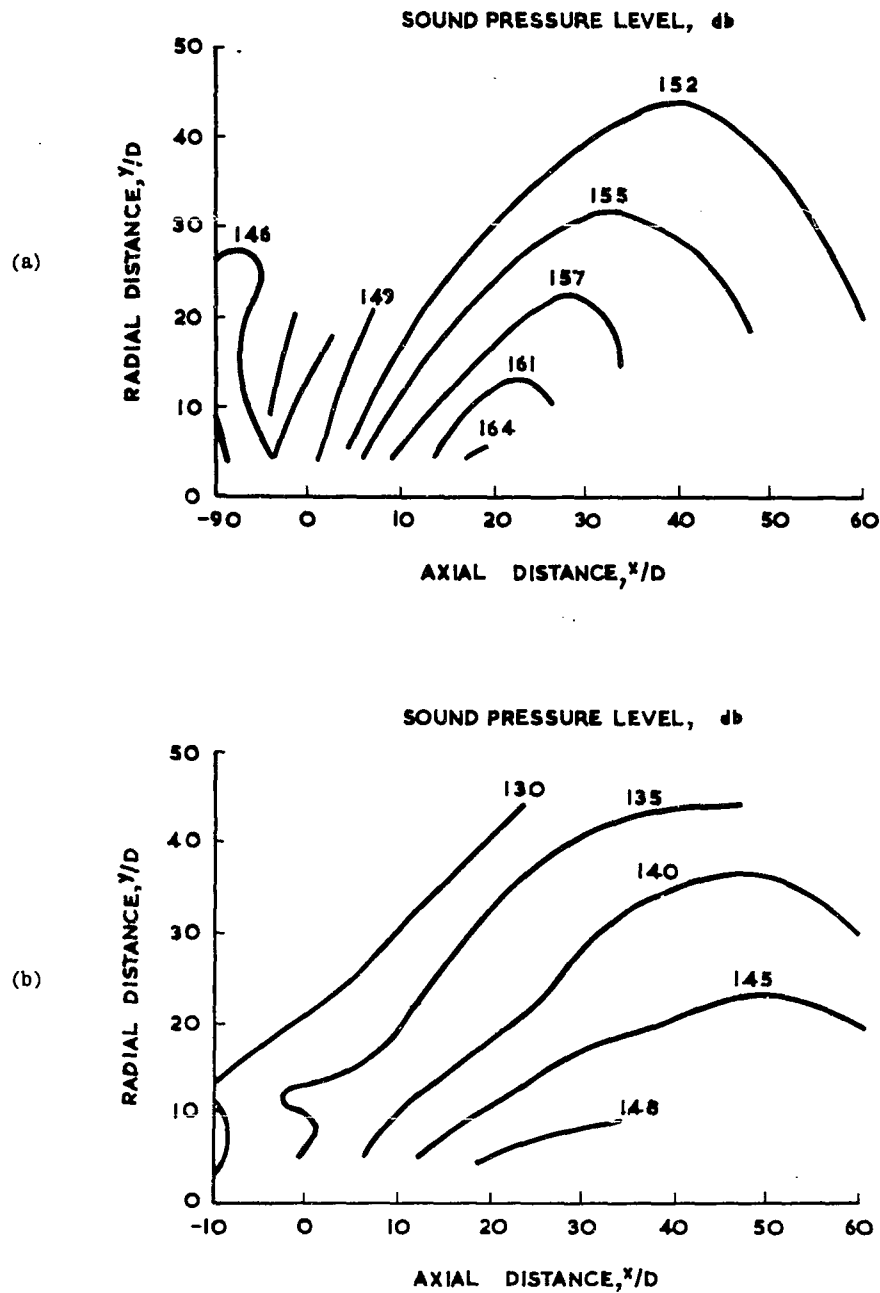 SOUND PRESSURE LEVEL, db
(a)
RADIAL DISTANCE, y/D
50
40
30
20
10
0
146
149
152
155
157
161
164
-90 0 10 20 30 40 50 60
AXIAL DISTANCE, x/D
SOUND PRESSURE LEVEL, db
(b)
RADIAL DISTANCE, y/D
50
40
30
20
10
0
130
135
140
145
148
-10 0 10 20 30 40 50 60
AXIAL DISTANCE, x/D